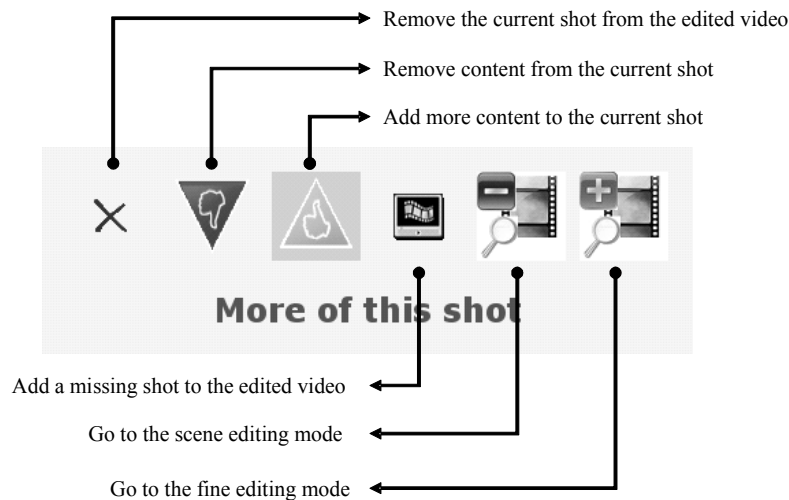 Remove the current shot from the edited video
Remove content from the current shot
Add more content to the current shot
More of this shot
Add a missing shot to the edited video
Go to the scene editing mode
Go to the fine editing mode